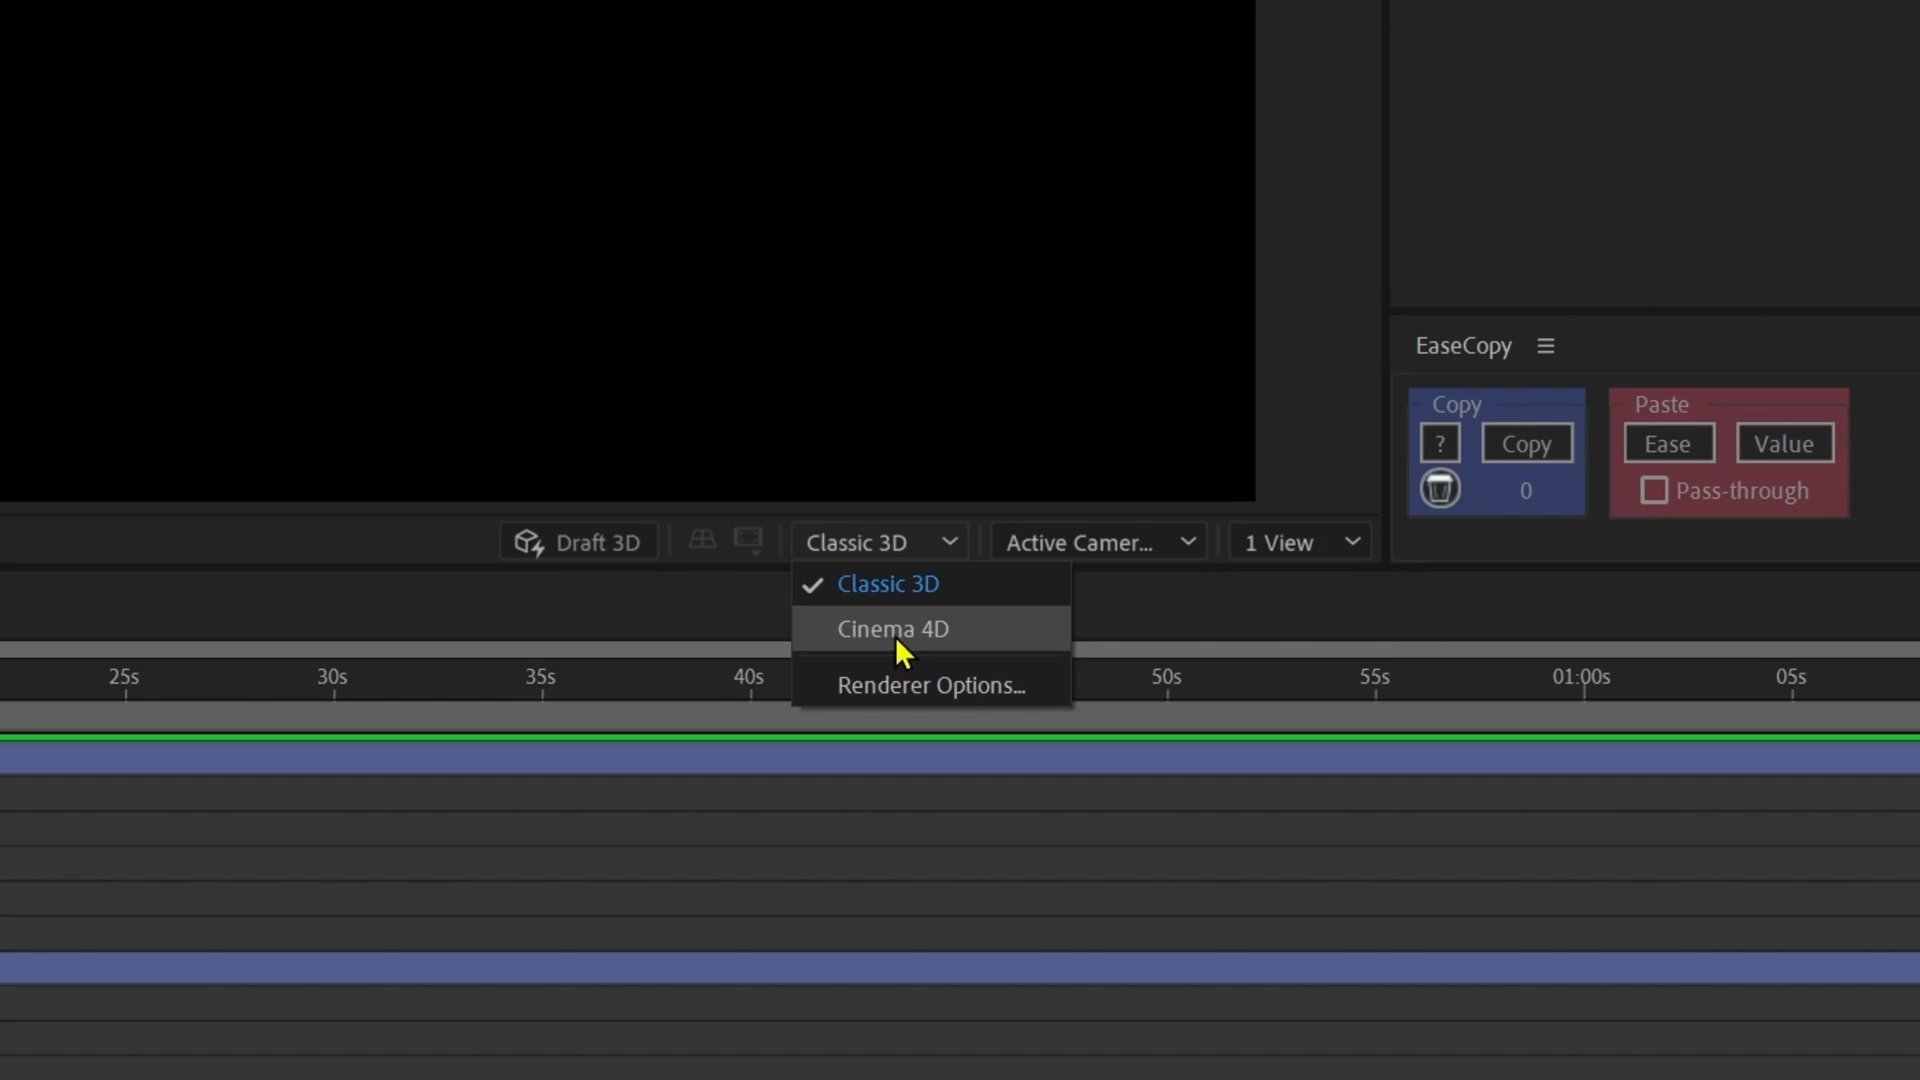 EaseCopy
Copy
Paste
? Copy
Ease Value
0
Pass-through
Draft 3D
Classic 3D
Active Camer...
1 View
Classic 3D
Cinema 4D
Renderer Options...
25s 30s 35s 40s 50s 55s 01:00s 05s